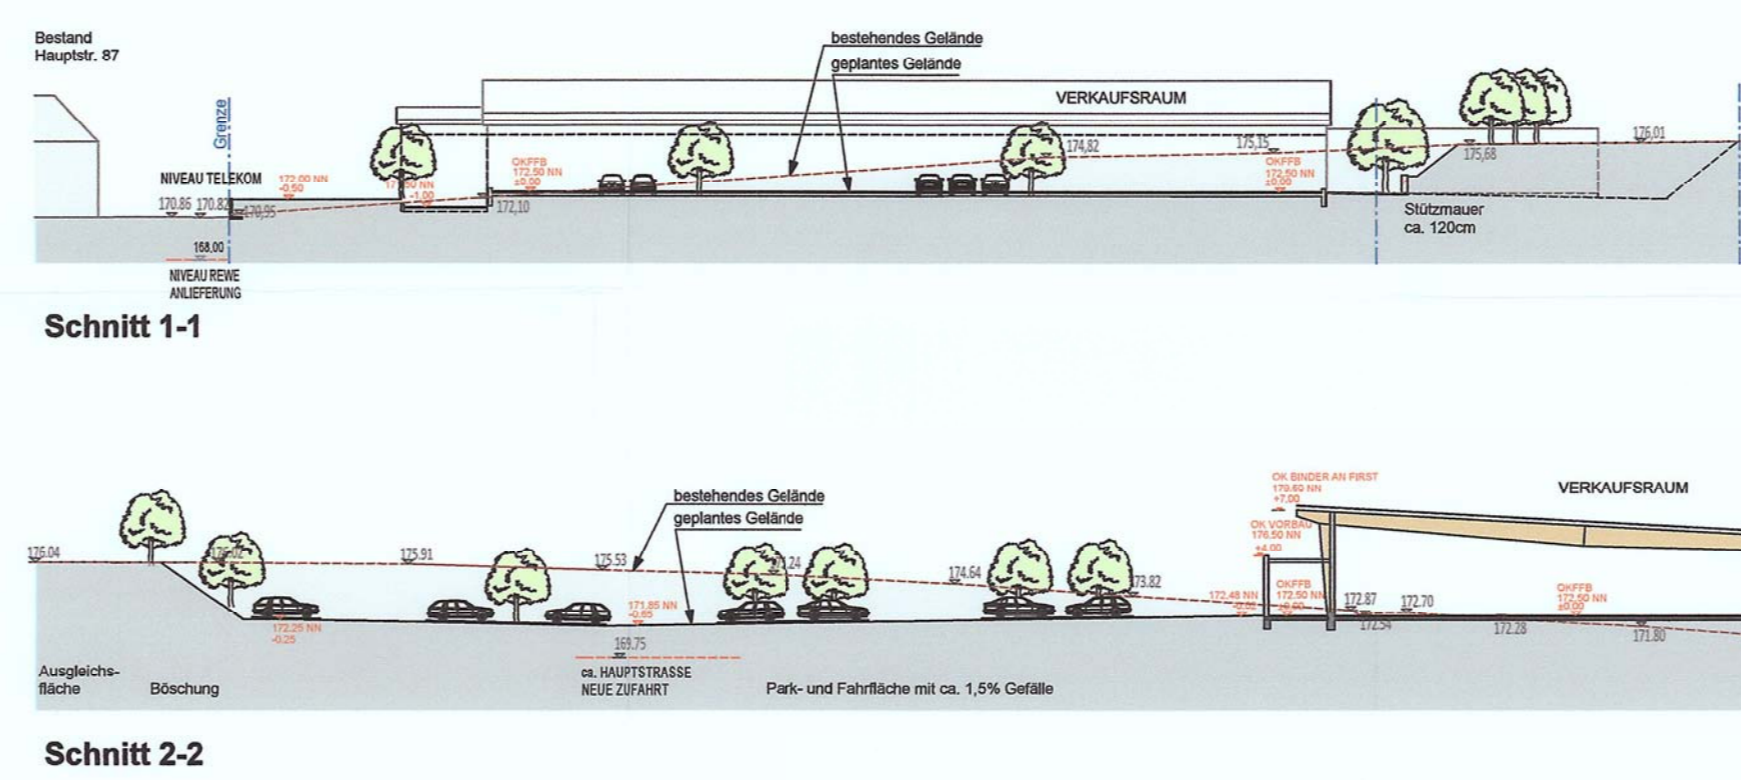 Bestand
Hauptstr. 87
Grenze
bestehendes Gelände
geplantes Gelände
VERKAUFSRAUM
NIVEAU TELEKOM
172.00 NN
-0.50
50 NN
-1.00
OKFFB
172.50 NN
±0,00
174,82
175,15
OKFFB
172.50 NN
±0,00
175,68
176,01
170.86
170.82
170,95
172,10
Stützmauer
ca. 120cm
168,00
NIVEAU REWE
ANLIEFERUNG
Schnitt 1-1
OK BINDER AN FIRST
179.50 NN
+7.00
VERKAUFSRAUM
bestehendes Gelände
geplantes Gelände
OK VORBAU
176.50 NN
+4.00
176.04
176.02
175.91
175.53
174.64
173.82
171.85 NN
-0.65
172.48 NN
OKFFB
172.50 NN
±0.00
172.87
172.70
OKFFB
172.50 NN
±0.00
172.25 NN
-0.25
172.54
172.28
171.80
169.75
ca. HAUPTSTRASSE
NEUE ZUFAHRT
Ausgleichs-
fläche
Böschung
Park- und Fahrfläche mit ca. 1,5% Gefälle
Schnitt 2-2